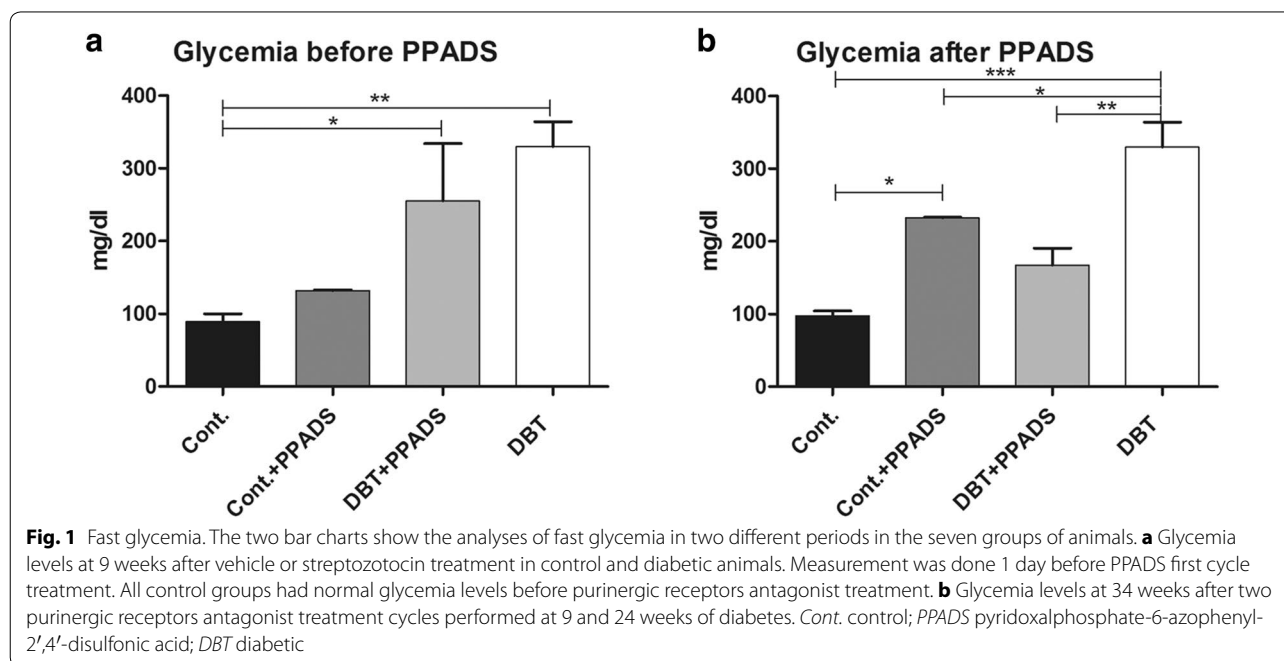 a
Glycemia before PPADS
mg/dl
400
300
200
100
0
*
**
Cont.
Cont.+PPADS
DBT+PPADS
DBT
b
Glycemia after PPADS
mg/dl
400
300
200
100
0
***
*
**
*
Cont.
Cont.+PPADS
DBT+PPADS
DBT
Fig. 1 Fast glycemia. The two bar charts show the analyses of fast glycemia in two different periods in the seven groups of animals. a Glycemia
levels at 9 weeks after vehicle or streptozotocin treatment in control and diabetic animals. Measurement was done 1 day before PPADS first cycle
treatment. All control groups had normal glycemia levels before purinergic receptors antagonist treatment. b Glycemia levels at 34 weeks after two
purinergic receptors antagonist treatment cycles performed at 9 and 24 weeks of diabetes. Cont. control; PPADS pyridoxalphosphate-6-azophenyl-
2′,4′-disulfonic acid; DBT diabetic